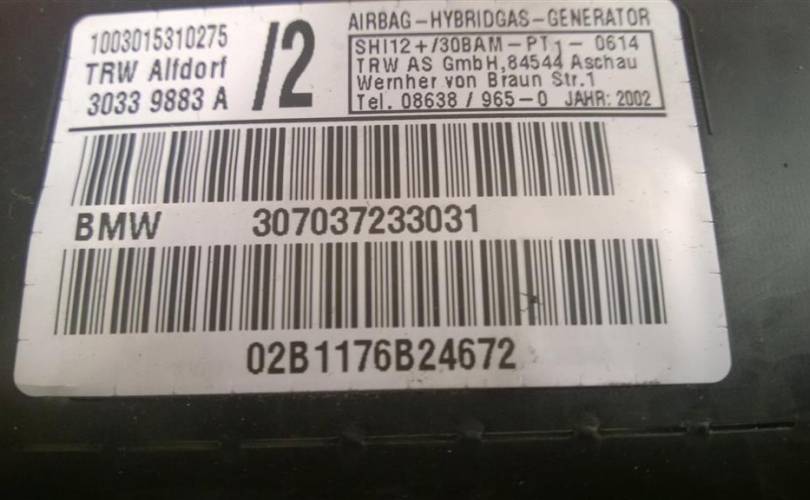 1003015310275
TRW Alfdorf
3033 9883 A
/2
AIRBAG-HYBRIDGAS-GENERATOR
SHI12+/30BAM-PT1-0614
TRW AS GmbH,84544 Aschau
Wernher von Braun Str.1
Tel. 08638 / 965-0 JAHR: 2002
BMW 307037233031
02B1176B24672